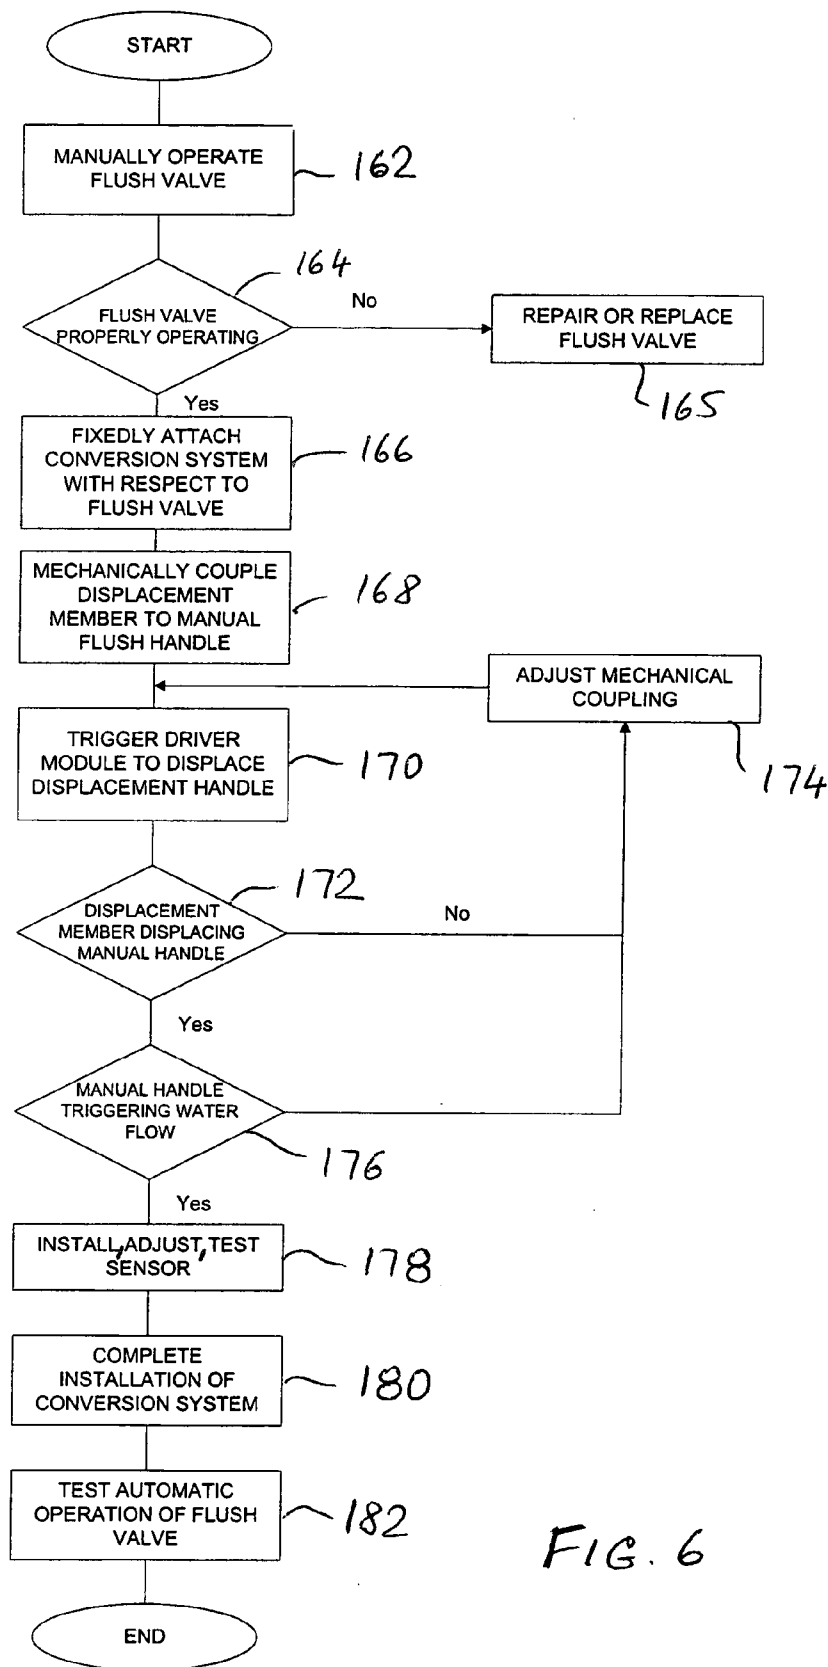 START
MANUALLY OPERATE
FLUSH VALVE
162
164
FLUSH VALVE
PROPERLY OPERATING
No
REPAIR OR REPLACE
FLUSH VALVE
165
Yes
FIXEDLY ATTACH
CONVERSION SYSTEM
WITH RESPECT TO
FLUSH VALVE
166
MECHANICALLY COUPLE
DISPLACEMENT
MEMBER TO MANUAL
FLUSH HANDLE
168
ADJUST MECHANICAL
COUPLING
174
TRIGGER DRIVER
MODULE TO DISPLACE
DISPLACEMENT HANDLE
170
172
DISPLACEMENT
MEMBER DISPLACING
MANUAL HANDLE
No
Yes
MANUAL HANDLE
TRIGGERING WATER
FLOW
176
Yes
INSTALL, ADJUST, TEST
SENSOR
178
COMPLETE
INSTALLATION OF
CONVERSION SYSTEM
180
TEST AUTOMATIC
OPERATION OF FLUSH
VALVE
182
END
FIG. 6